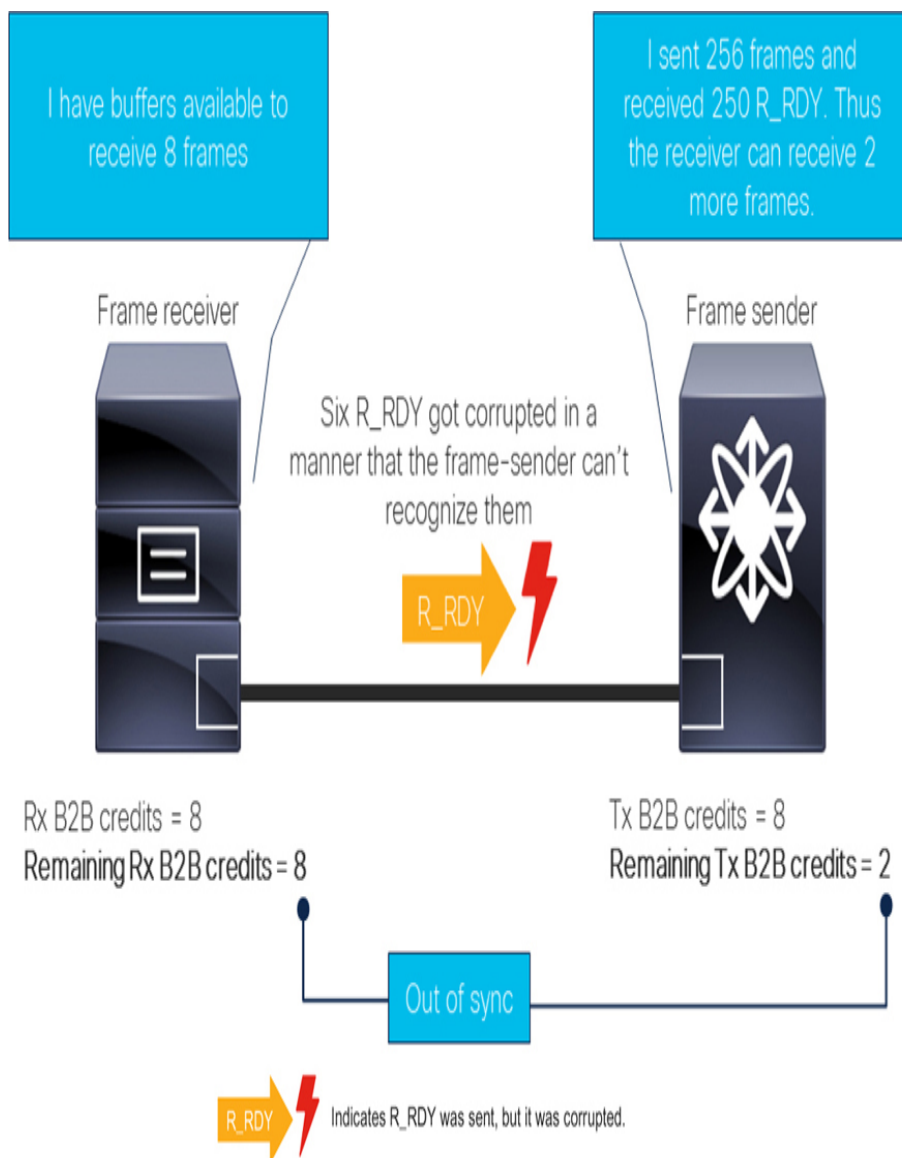 I have buffers available to
receive 8 frames
I sent 256 frames and
received 250 R_RDY. Thus
the receiver can receive 2
more frames.
Frame receiver
Frame sender
Six R_RDY got corrupted in a
manner that the frame-sender can't
recognize them
R_RDY
Rx B2B credits = 8
Remaining Rx B2B credits = 8
Tx B2B credits = 8
Remaining Tx B2B credits = 2
Out of sync
R_RDY
Indicates R_RDY was sent, but it was corrupted.